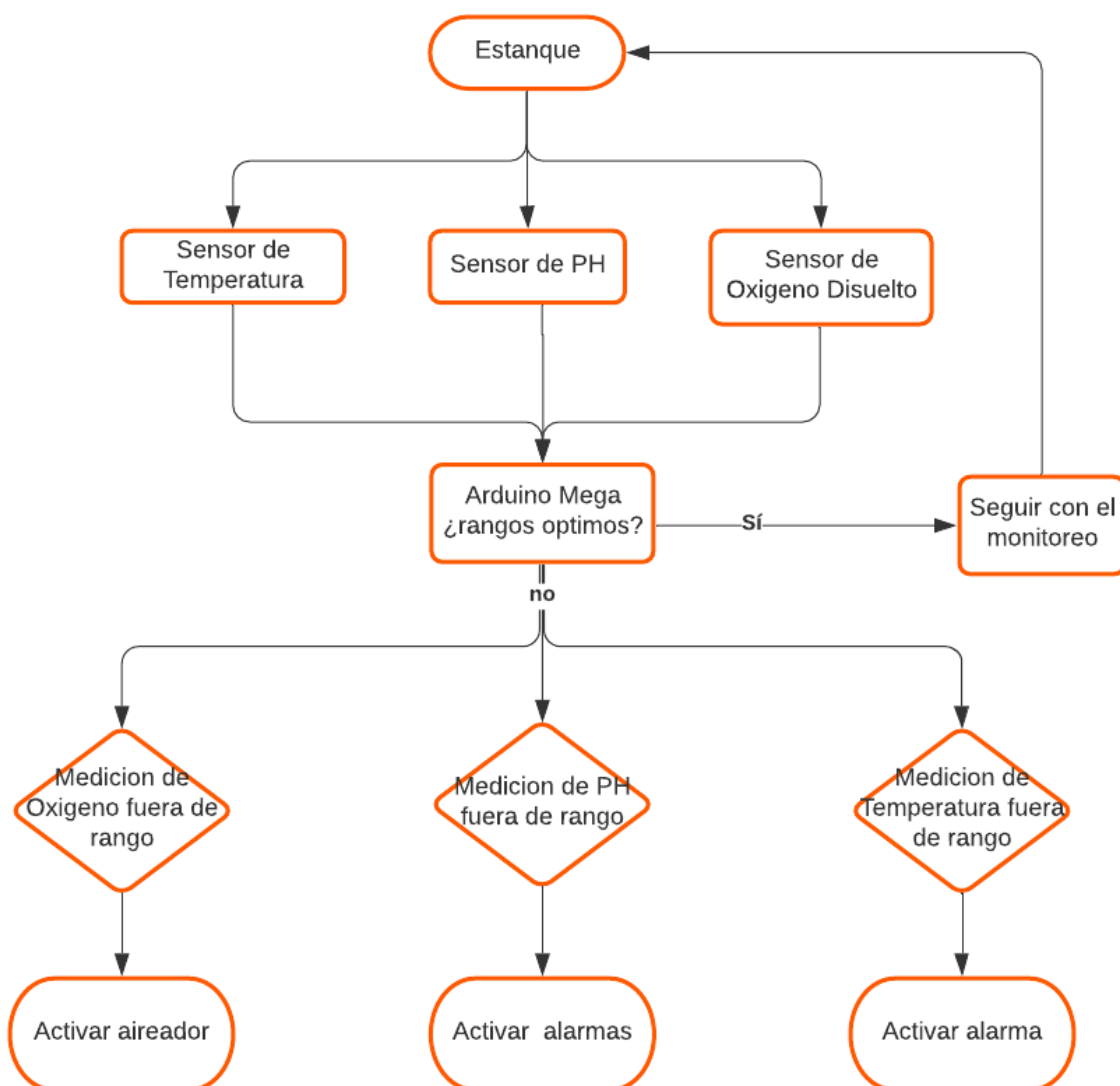 Estanque
Sensor de
Temperatura
Sensor de PH
Sensor de
Oxigeno Disuelto
Arduino Mega
¿rangos optimos?
Sí
Seguir con el
monitoreo
no
Medicion de
Oxigeno fuera de
rango
Medicion de PH
fuera de rango
Medicion de
Temperatura fuera
de rango
Activar aireador
Activar  alarmas
Activar alarma